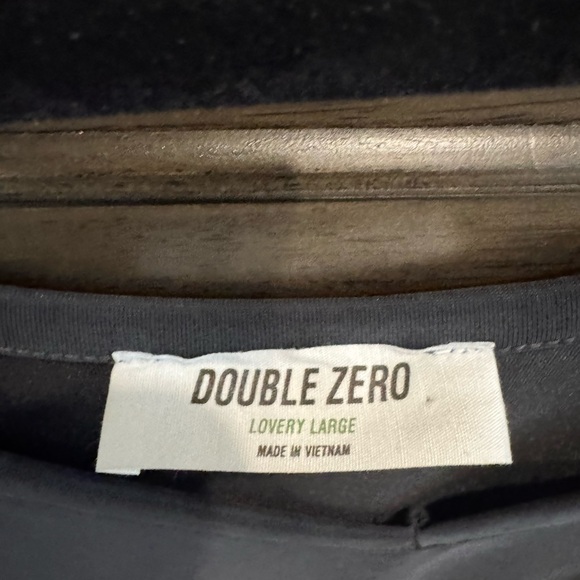 DOUBLE ZERO
LOVERY LARGE
MADE IN VIETNAM